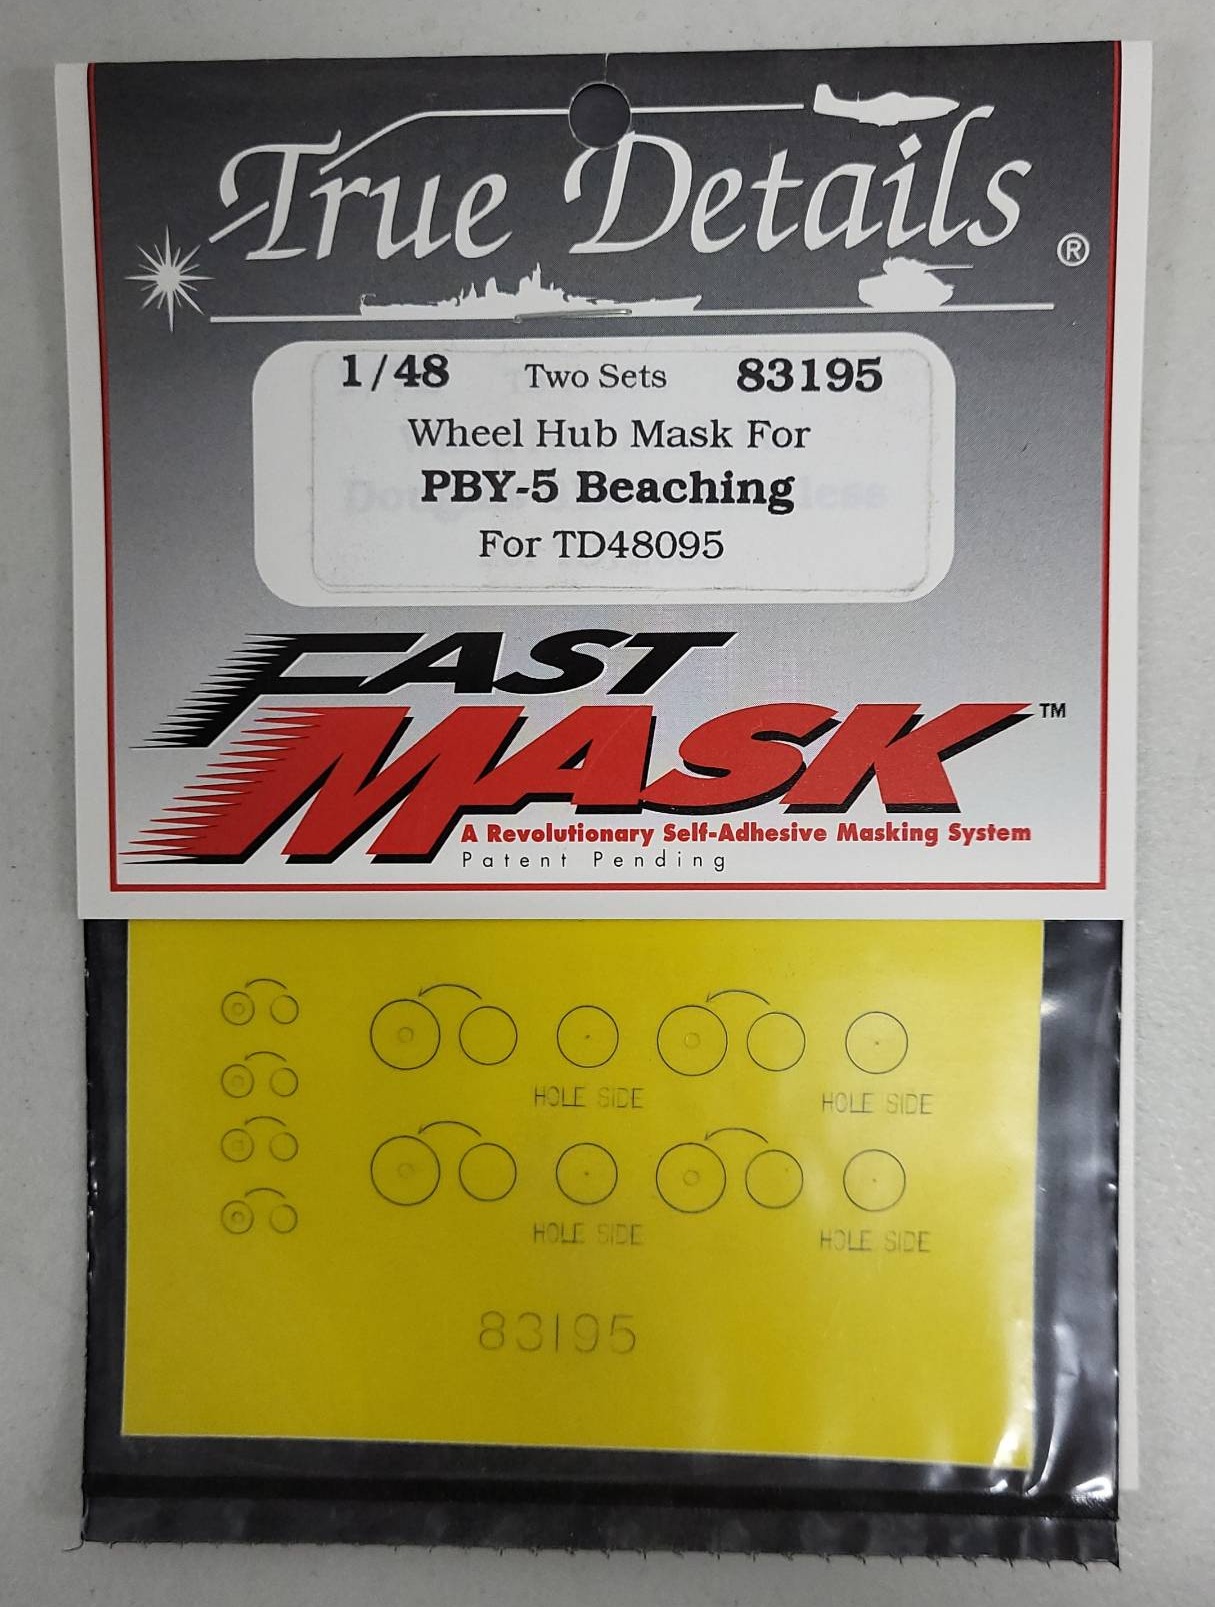 True Details ®
1/48 Two Sets 83195
Wheel Hub Mask For
PBY-5 Beaching
For TD48095
FAST
MASK ™
A Revolutionary Self-Adhesive Masking System
Patent Pending
HOLE SIDE HOLE SIDE
HOLE SIDE HOLE SIDE
83195